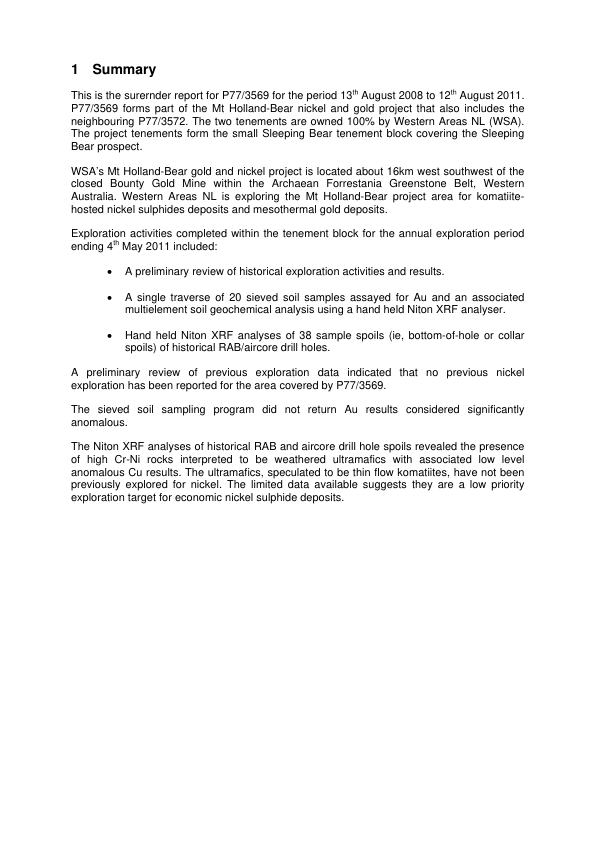 1 Summary
This is the surernder report for P77/3569 for the period 13th August 2008 to 12th August 2011.
P77/3569 forms part of the Mt Holland-Bear nickel and gold project that also includes the
neighbouring P77/3572. The two tenements are owned 100% by Western Areas NL (WSA).
The project tenements form the small Sleeping Bear tenement block covering the Sleeping
Bear prospect.
WSA's Mt Holland-Bear gold and nickel project is located about 16km west southwest of the
closed Bounty Gold Mine within the Archaean Forrestania Greenstone Belt, Western
Australia. Western Areas NL is exploring the Mt Holland-Bear project area for komatiite-
hosted nickel sulphides deposits and mesothermal gold deposits.
Exploration activities completed within the tenement block for the annual exploration period
ending 4th May 2011 included:
• A preliminary review of historical exploration activities and results.
• A single traverse of 20 sieved soil samples assayed for Au and an associated
multielement soil geochemical analysis using a hand held Niton XRF analyser.
• Hand held Niton XRF analyses of 38 sample spoils (ie, bottom-of-hole or collar
spoils) of historical RAB/aircore drill holes.
A preliminary review of previous exploration data indicated that no previous nickel
exploration has been reported for the area covered by P77/3569.
The sieved soil sampling program did not return Au results considered significantly
anomalous.
The Niton XRF analyses of historical RAB and aircore drill hole spoils revealed the presence
of high Cr-Ni rocks interpreted to be weathered ultramafics with associated low level
anomalous Cu results. The ultramafics, speculated to be thin flow komatiites, have not been
previously explored for nickel. The limited data available suggests they are a low priority
exploration target for economic nickel sulphide deposits.